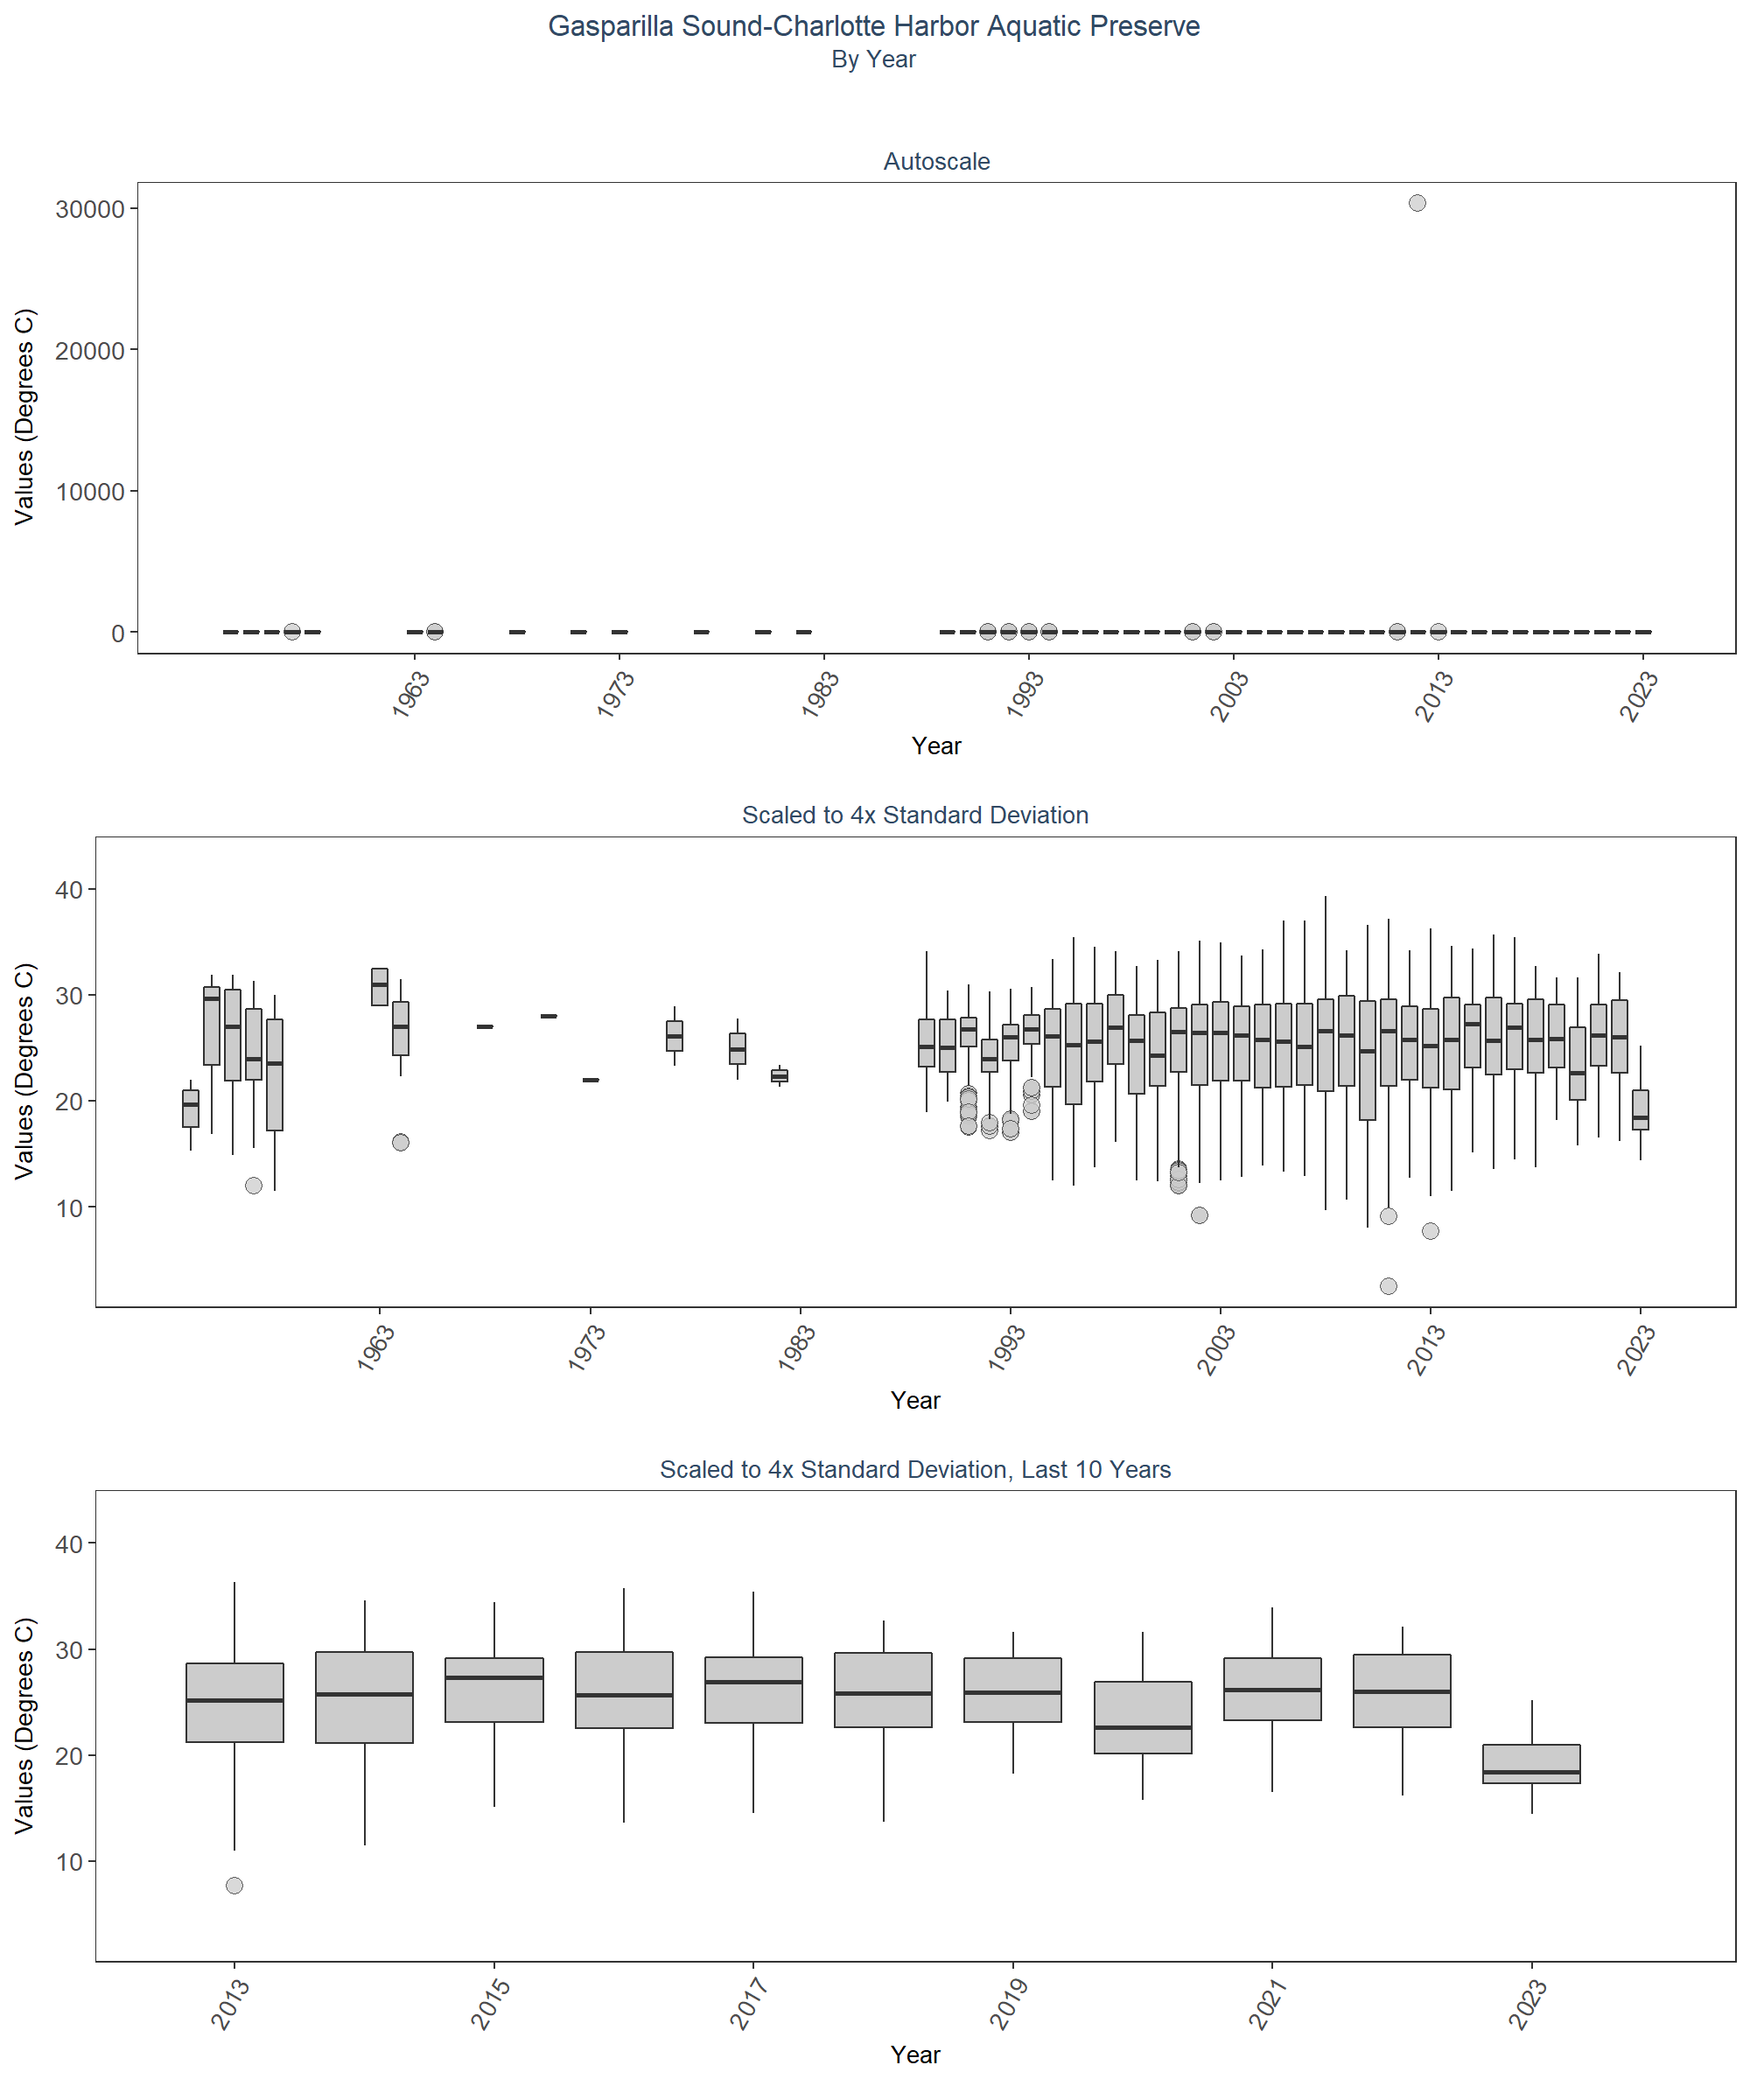 Gasparilla Sound-Charlotte Harbor Aquatic Preserve
By Year
Autoscale
Values (Degrees C)
30000
20000
10000
0
1963
1973
1983
1993
2003
2013
2023
Year
Scaled to 4x Standard Deviation
Values (Degrees C)
40
30
20
10
1963
1973
1983
1993
2003
2013
2023
Year
Scaled to 4x Standard Deviation, Last 10 Years
Values (Degrees C)
40
30
20
10
2013
2015
2017
2019
2021
2023
Year